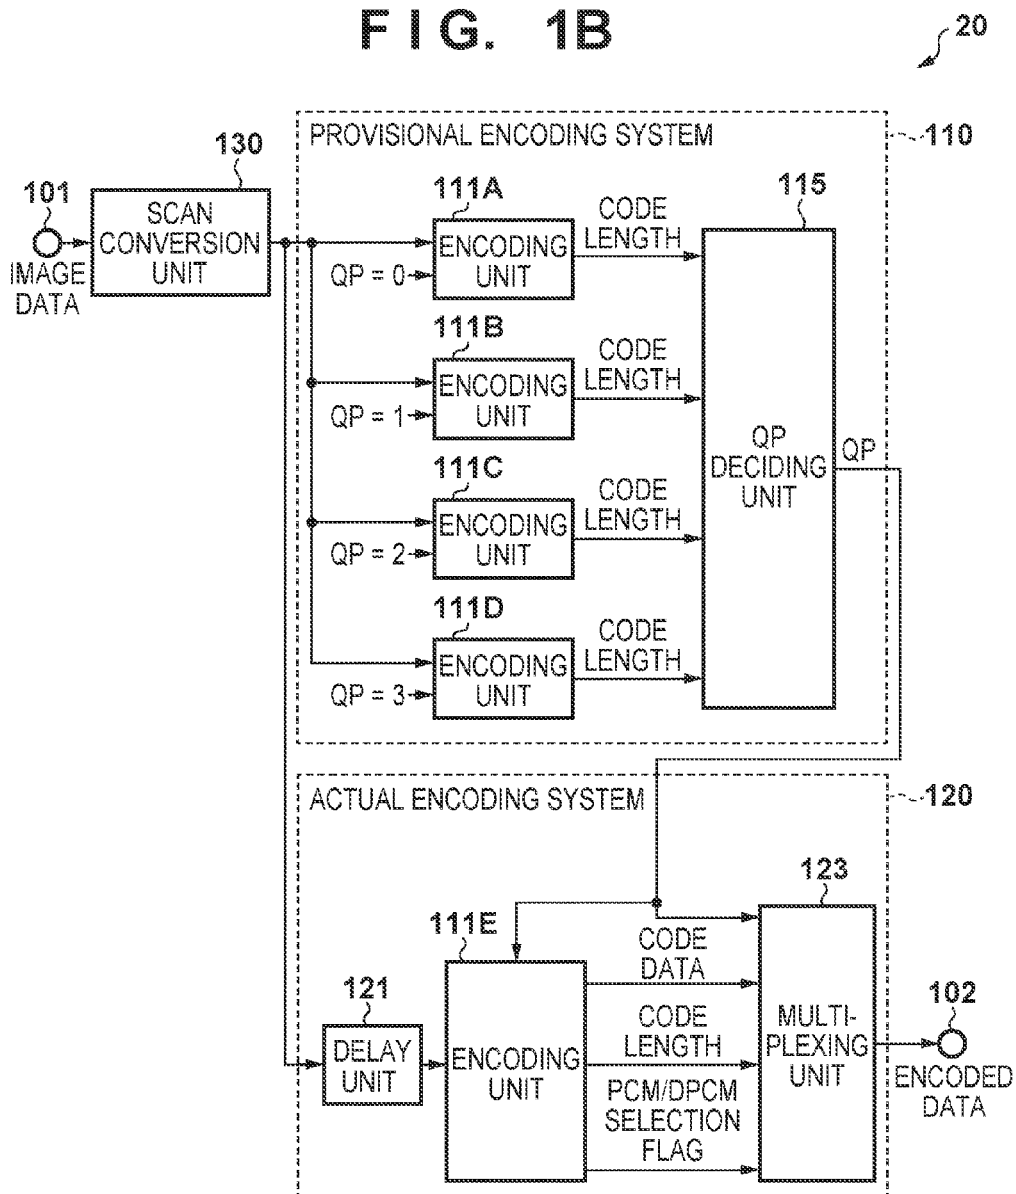 FIG. 1B
20
PROVISIONAL ENCODING SYSTEM
110
130
101
SCAN
CONVERSION
UNIT
IMAGE
DATA
111A
ENCODING
UNIT
QP = 0
CODE
LENGTH
115
111B
ENCODING
UNIT
QP = 1
CODE
LENGTH
QP
DECIDING
UNIT
QP
111C
ENCODING
UNIT
QP = 2
CODE
LENGTH
111D
ENCODING
UNIT
QP = 3
CODE
LENGTH
ACTUAL ENCODING SYSTEM
120
123
111E
CODE
DATA
121
DELAY
UNIT
ENCODING
UNIT
CODE
LENGTH
MULTI-
PLEXING
UNIT
102
ENCODED
DATA
PCM/DPCM
SELECTION
FLAG